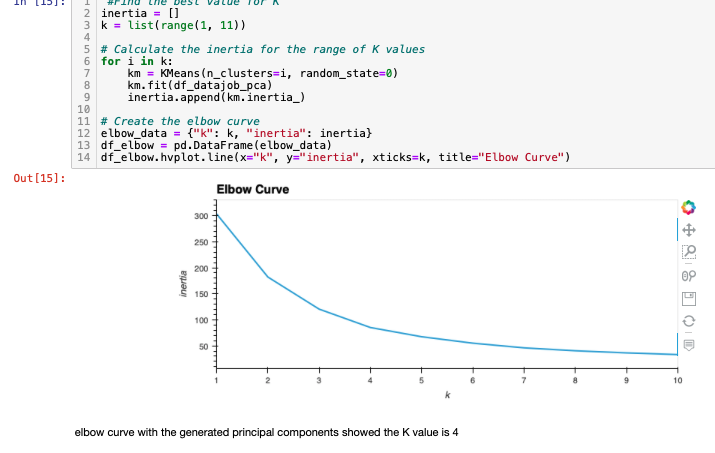 In [15]:
1 #Find the best value for K
2 inertia = []
3 k = list(range(1, 11))
4
5 # Calculate the inertia for the range of K values
6 for i in k:
7 km = KMeans(n_clusters=i, random_state=0)
8 km.fit(df_datajob_pca)
9 inertia.append(km.inertia_)
10
11 # Create the elbow curve
12 elbow_data = {"k": k, "inertia": inertia}
13 df_elbow = pd.DataFrame(elbow_data)
14 df_elbow.hvplot.line(x="k", y="inertia", xticks=k, title="Elbow Curve")
Out[15]:
Elbow Curve
300
250
200
150
100
50
inertia
1 2 3 4 5 6 7 8 9 10
k
elbow curve with the generated principal components showed the K value is 4